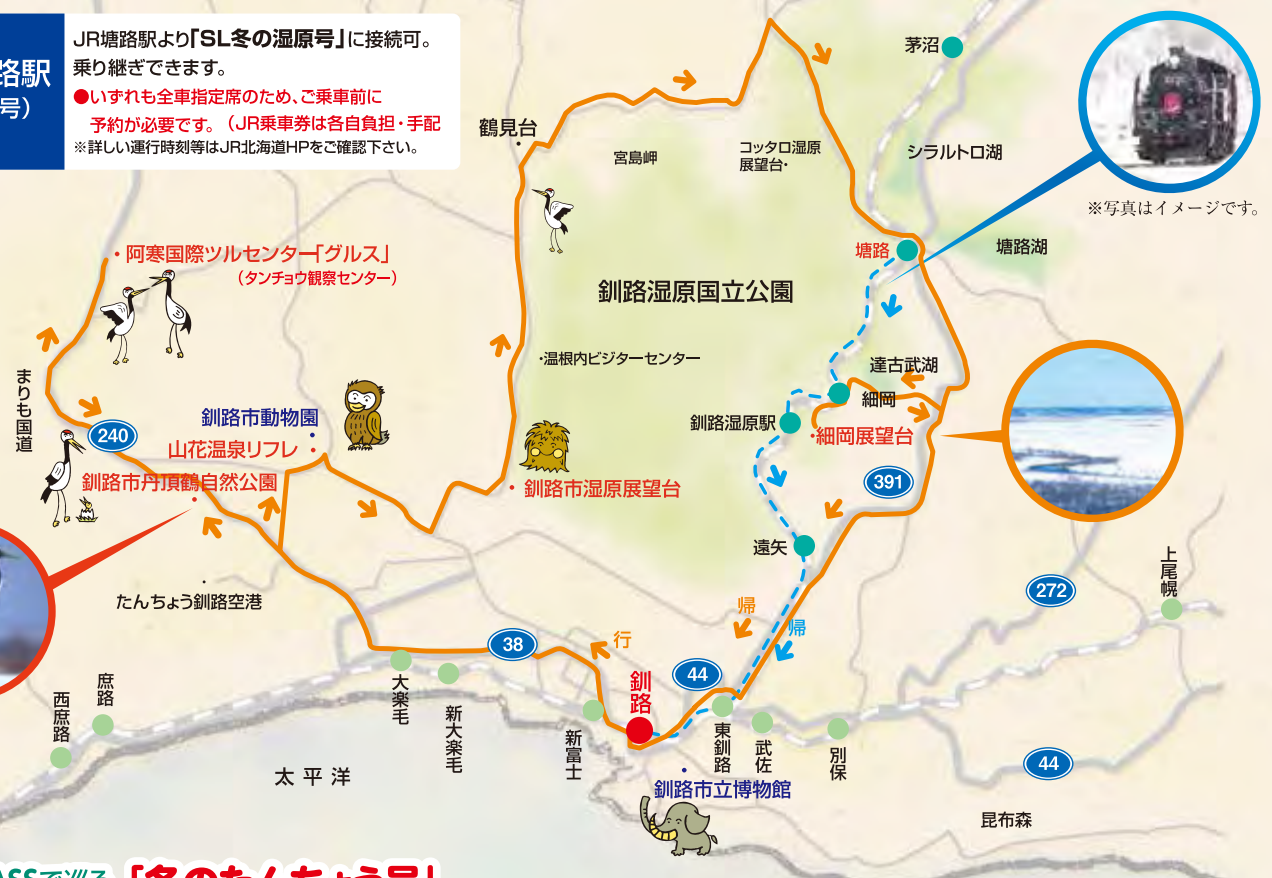 路駅
号）
JR塘路駅より「SL冬の湿原号」に接続可。
乗り継ぎできます。
●いずれも全車指定席のため、ご乗車前に
予約が必要です。（JR乗車券は各自負担・手配
※詳しい運行時刻等はJR北海道HPをご確認下さい。
茅沼
※写真はイメージです。
鶴見台
宮島岬
コッタロ湿原
展望台・
シラルトロ湖
塘路
塘路湖
・阿寒国際ツルセンター「グルス」
（タンチョウ観察センター）
釧路湿原国立公園
・温根内ビジターセンター
達古武湖
細岡
釧路湿原駅
・細岡展望台
まりも国道
240
釧路市動物園
山花温泉リフレ
釧路市丹頂鶴自然公園
・釧路市湿原展望台
391
遠矢
たんちょう釧路空港
272
上尾幌
帰
帰
行
38
44
釧路
西庶路
庶路
大楽毛
新大楽毛
新富士
東釧路
武佐
別保
44
太平洋
釧路市立博物館
昆布森
ASSで巡る「冬のたんちょう号」